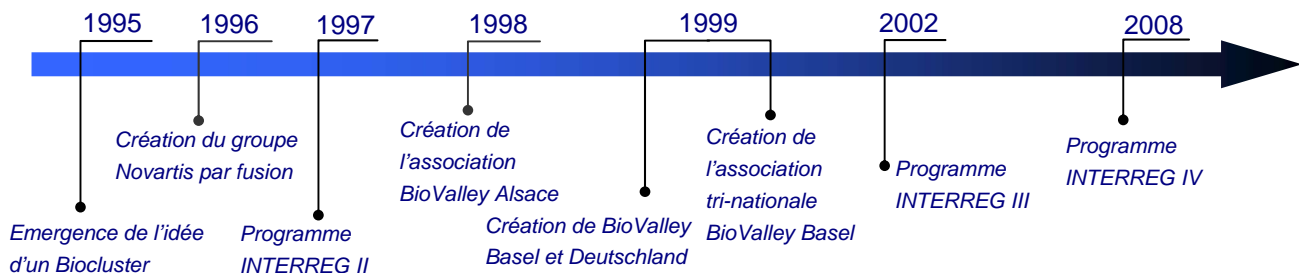 1995
1996
1997
1998
1999
2002
2008
Emergence de l'idée
d'un Biocluster
Création du groupe
Novartis par fusion
Programme
INTERREG II
Création de
l'association
BioValley Alsace
Création de BioValley
Basel et Deutschland
Création de
l'association
tri-nationale
BioValley Basel
Programme
INTERREG III
Programme
INTERREG IV